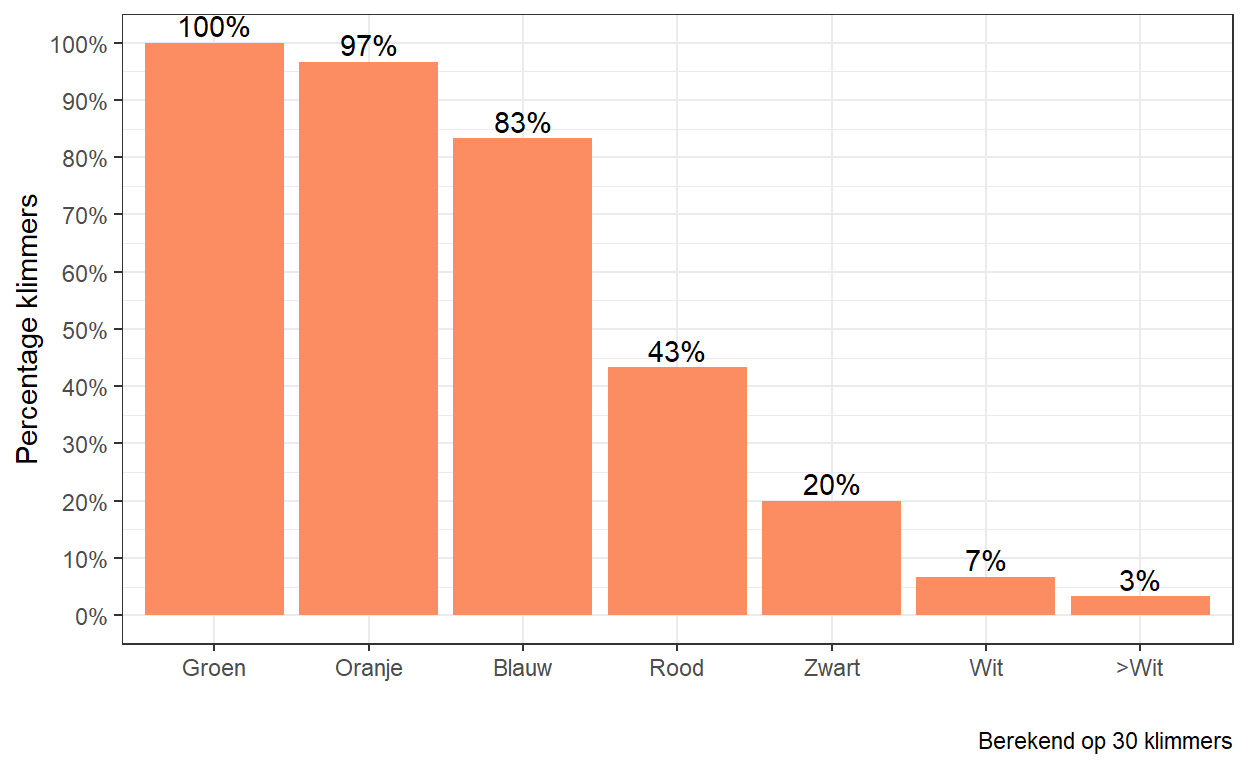 Percentage klimmers
100%
90%
80%
70%
60%
50%
40%
30%
20%
10%
0%
100%
97%
83%
43%
20%
7%
3%
Groen
Oranje
Blauw
Rood
Zwart
Wit
>Wit
Berekend op 30 klimmers